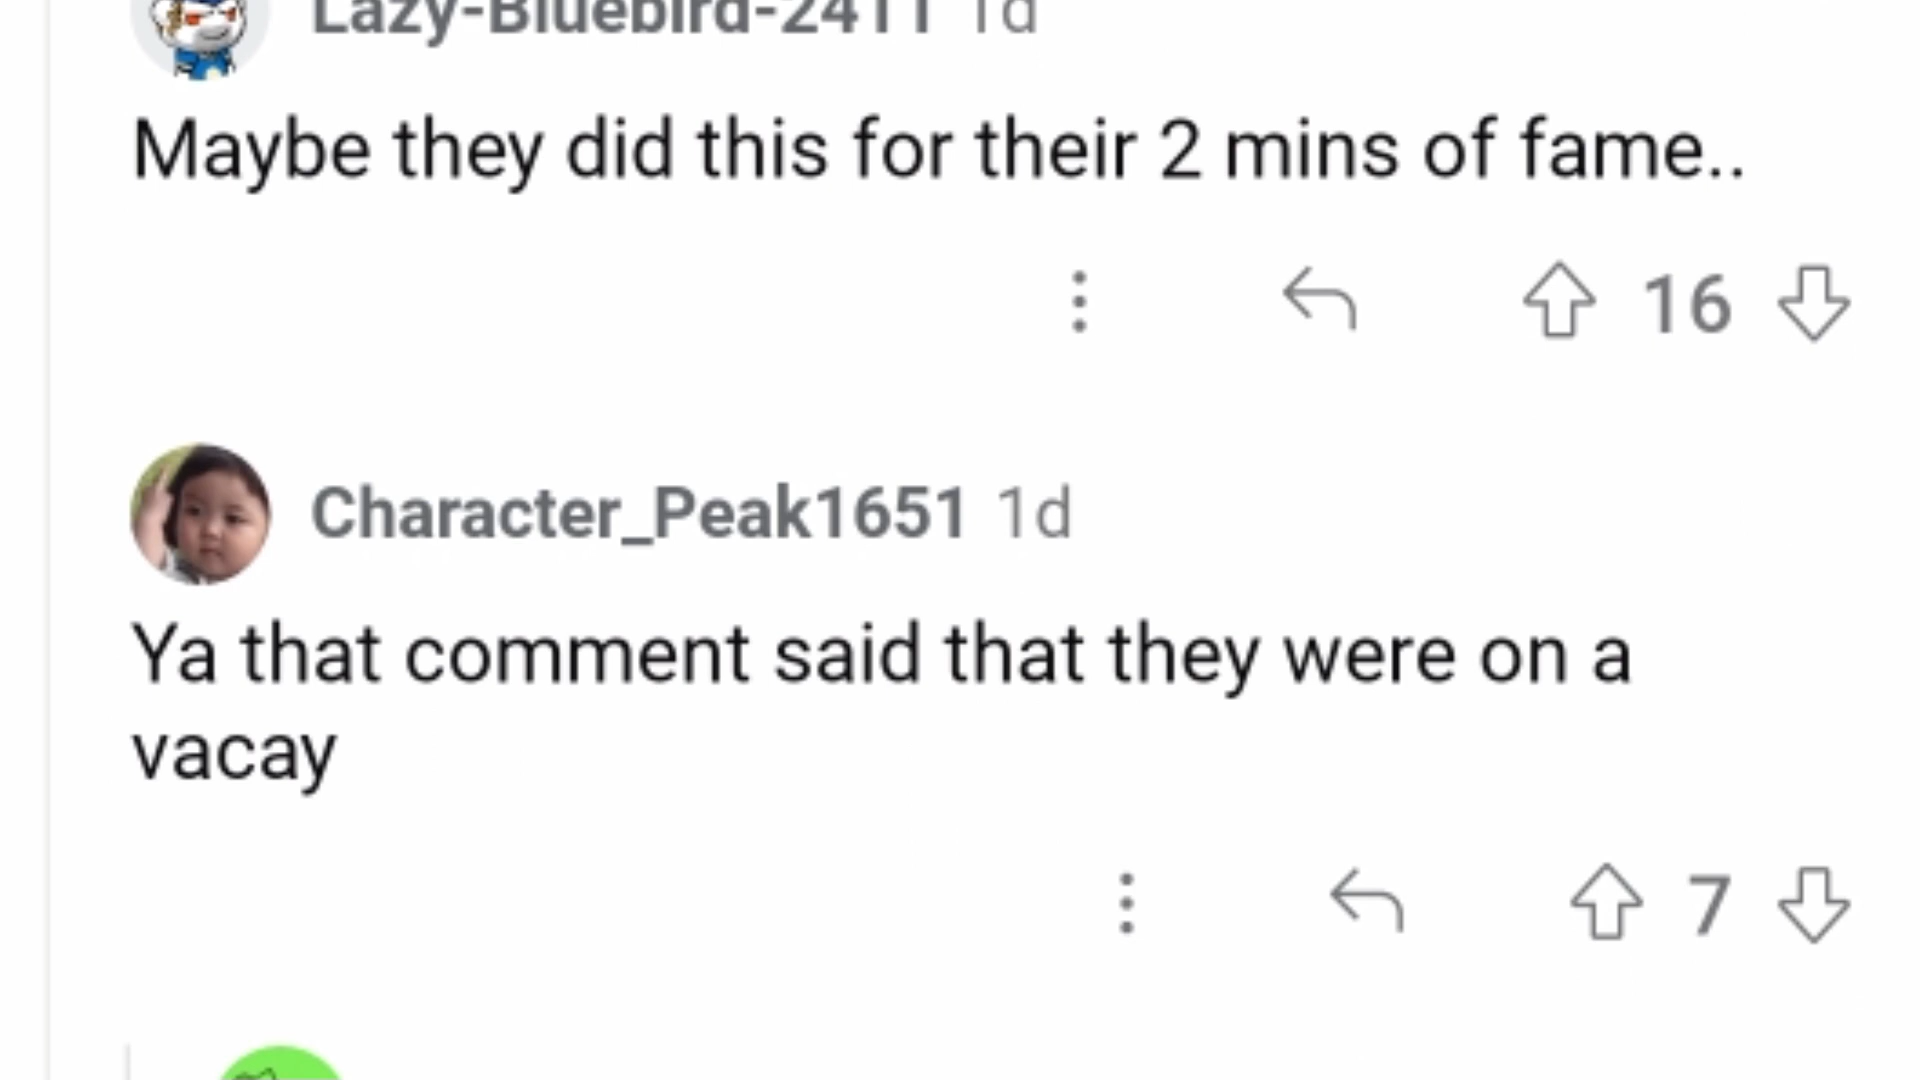 Lazy-Bluebird-2411 1d
Maybe they did this for their 2 mins of fame..
16
Character_Peak1651 1d
Ya that comment said that they were on a
vacay
7